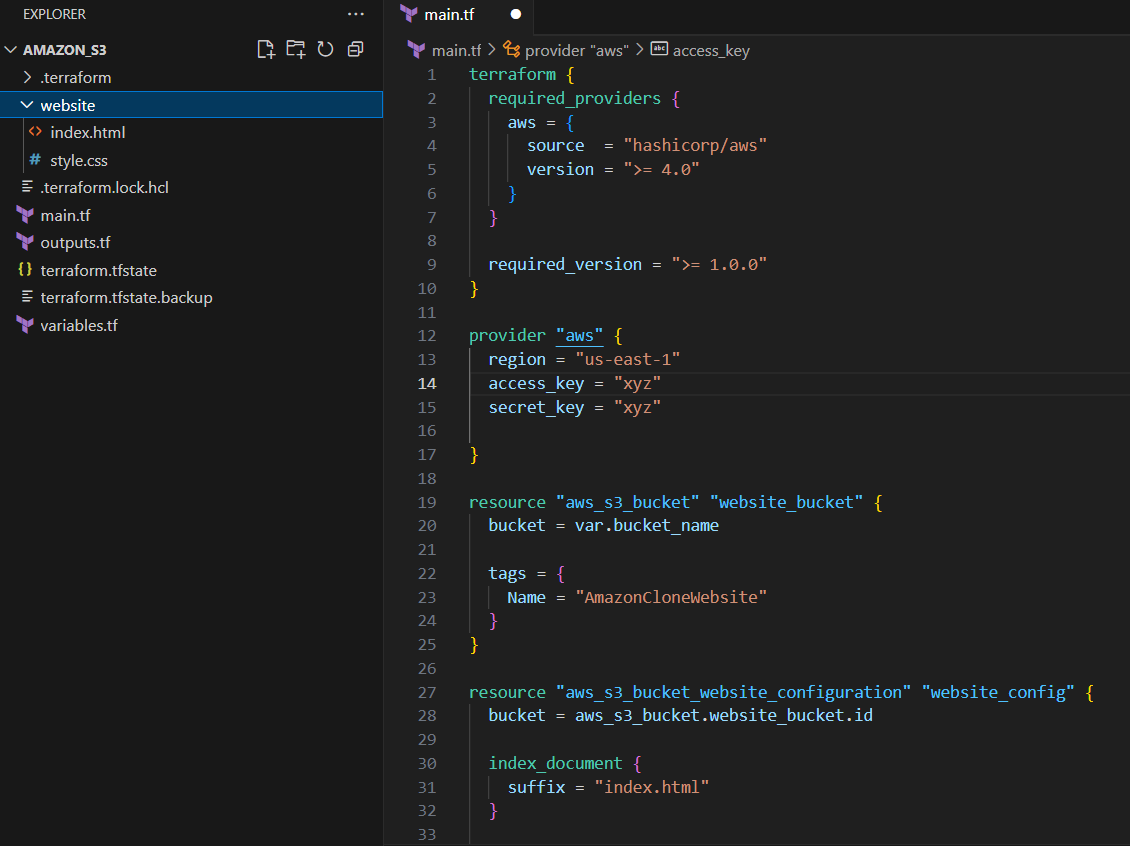 EXPLORER
AMAZON_S3
.terraform
website
index.html
style.css
.terraform.lock.hcl
main.tf
outputs.tf
terraform.tfstate
terraform.tfstate.backup
variables.tf
main.tf
main.tf > provider "aws" > access_key
1 terraform {
2   required_providers {
3     aws = {
4       source  = "hashicorp/aws"
5       version = ">= 4.0"
6     }
7   }
8
9   required_version = ">= 1.0.0"
10 }
11
12 provider "aws" {
13   region = "us-east-1"
14   access_key = "xyz"
15   secret_key = "xyz"
16
17 }
18
19 resource "aws_s3_bucket" "website_bucket" {
20   bucket = var.bucket_name
21
22   tags = {
23     Name = "AmazonCloneWebsite"
24   }
25 }
26
27 resource "aws_s3_bucket_website_configuration" "website_config" {
28   bucket = aws_s3_bucket.website_bucket.id
29
30   index_document {
31     suffix = "index.html"
32   }
33